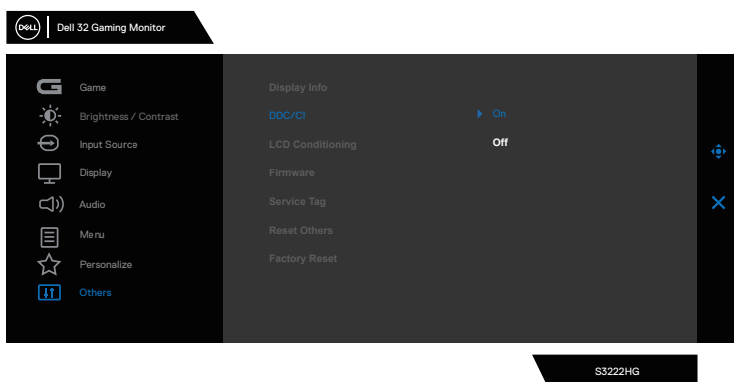 DELL
Dell 32 Gaming Monitor
Game
Brightness / Contrast
Input Source
Display
Audio
Menu
Personalize
Others
Display Info
DDC/CI
LCD Conditioning
Firmware
Service Tag
Reset Others
Factory Reset
On
Off
S3222HG